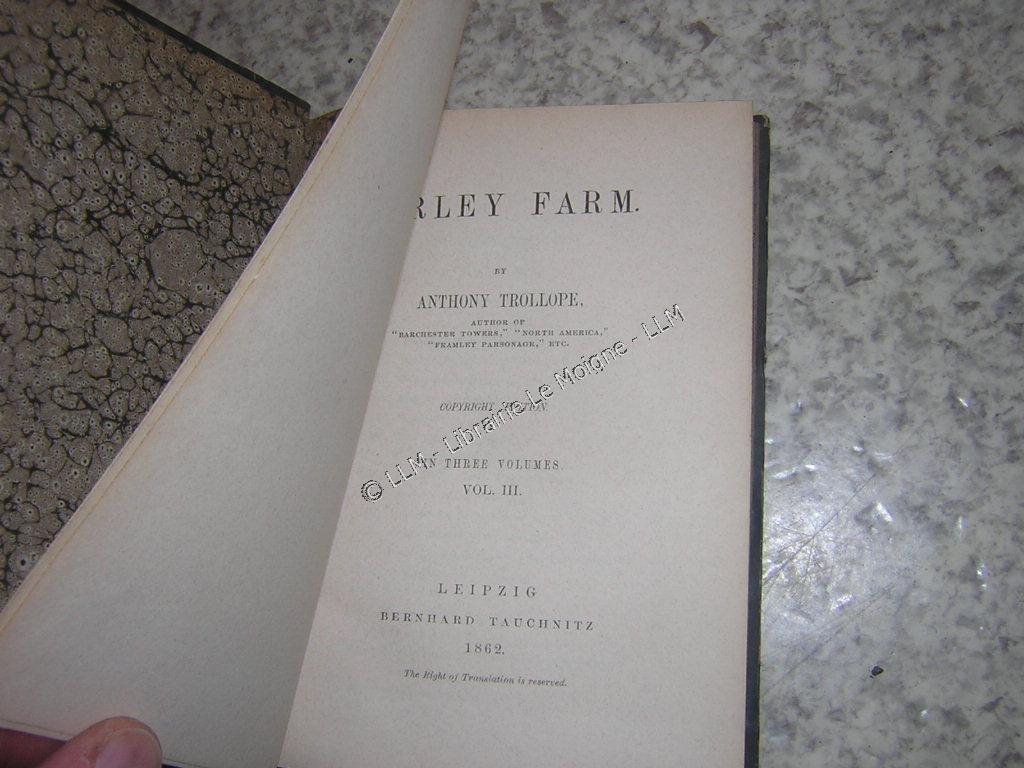 RLEY FARM.
BY
ANTHONY TROLLOPE,
AUTHOR OF
"BARCHESTER TOWERS," "NORTH AMERICA,"
"FRAMLEY PARSONAGE," ETC.
COPYRIGHT EDITION.
IN THREE VOLUMES.
VOL. III.
LEIPZIG
BERNHARD TAUCHNITZ
1862.
The Right of Translation is reserved.
© LLM - Librairie Le Moigne - LLM